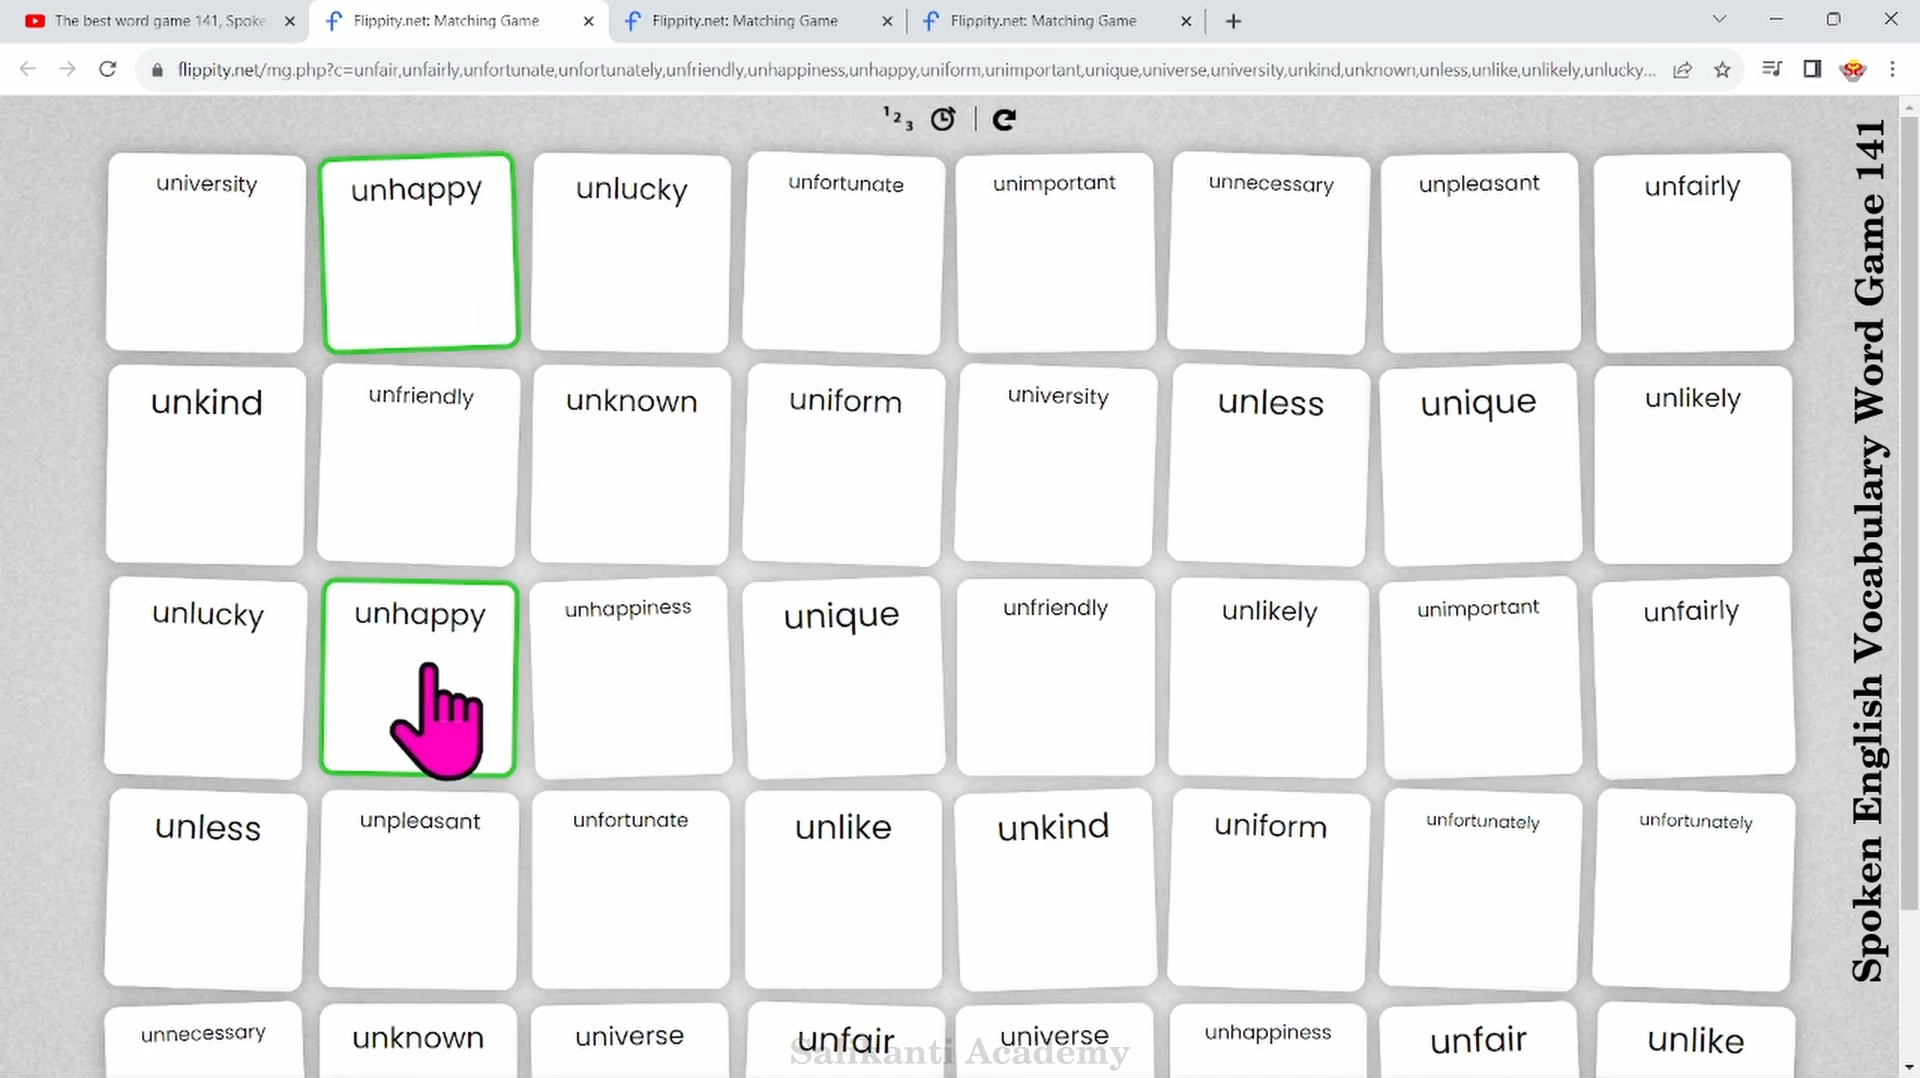 The best word game 141, Spoke
Flippity.net: Matching Game
Flippity.net: Matching Game
Flippity.net: Matching Game
flippity.net/mg.php?c=unfair,unfairly,unfortunate,unfortunately,unfriendly,unhappiness,unhappy,uniform,unimportant,unique,universe,university,unkind,unknown,unless,unlike,unlikely,unlucky...
1 2 3
university unhappy unlucky unfortunate unimportant unnecessary unpleasant unfairly
unkind unfriendly unknown uniform university unless unique unlikely
unlucky unhappy unhappiness unique unfriendly unlikely unimportant unfairly
unless unpleasant unfortunate unlike unkind uniform unfortunately unfortunately
unnecessary unknown universe unfair universe unhappiness unfair unlike
Salikanti Academy
Spoken English Vocabulary Word Game 141